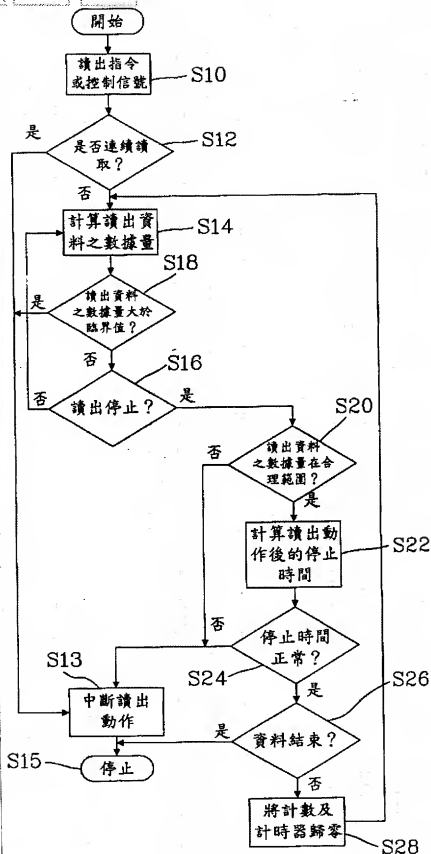 開始
讀出指令
或控制信號
S10
是
是否連續讀
取？
S12
否
計算讀出資
料之數據量
S14
S18
是
讀出資料
之數據量大於
臨界值？
否
S16
否
讀出停止？
是
S20
否
讀出資料
之數據量在合
理範圍？
是
計算讀出動
作後的停止
時間
S22
否
停止時間
正常？
S24
S13
是
S26
中斷讀出
動作
是
資料結束？
S15
停止
否
將計數及
計時器歸零
S28